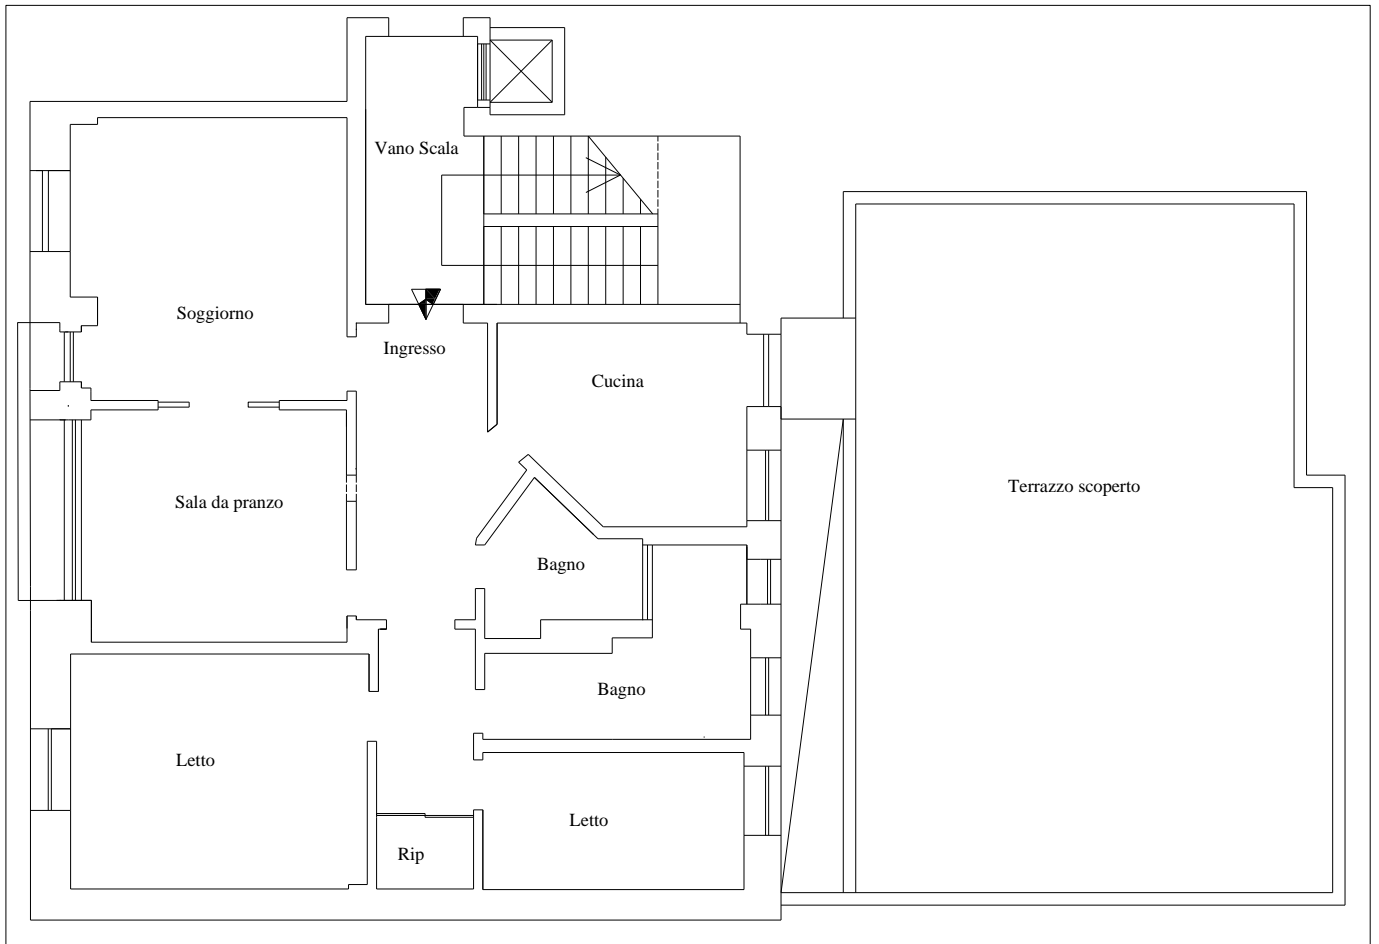 Vano Scala
Soggiorno
Ingresso
Cucina
Sala da pranzo
Terrazzo scoperto
Bagno
Bagno
Letto
Letto
Rip